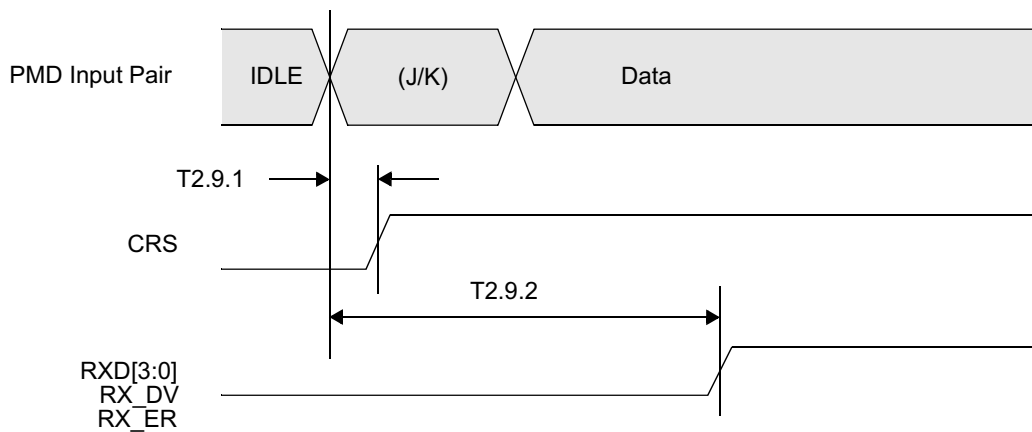 PMD Input Pair
IDLE
(J/K)
Data
T2.9.1
CRS
T2.9.2
RXD[3:0]
RX_DV
RX_ER